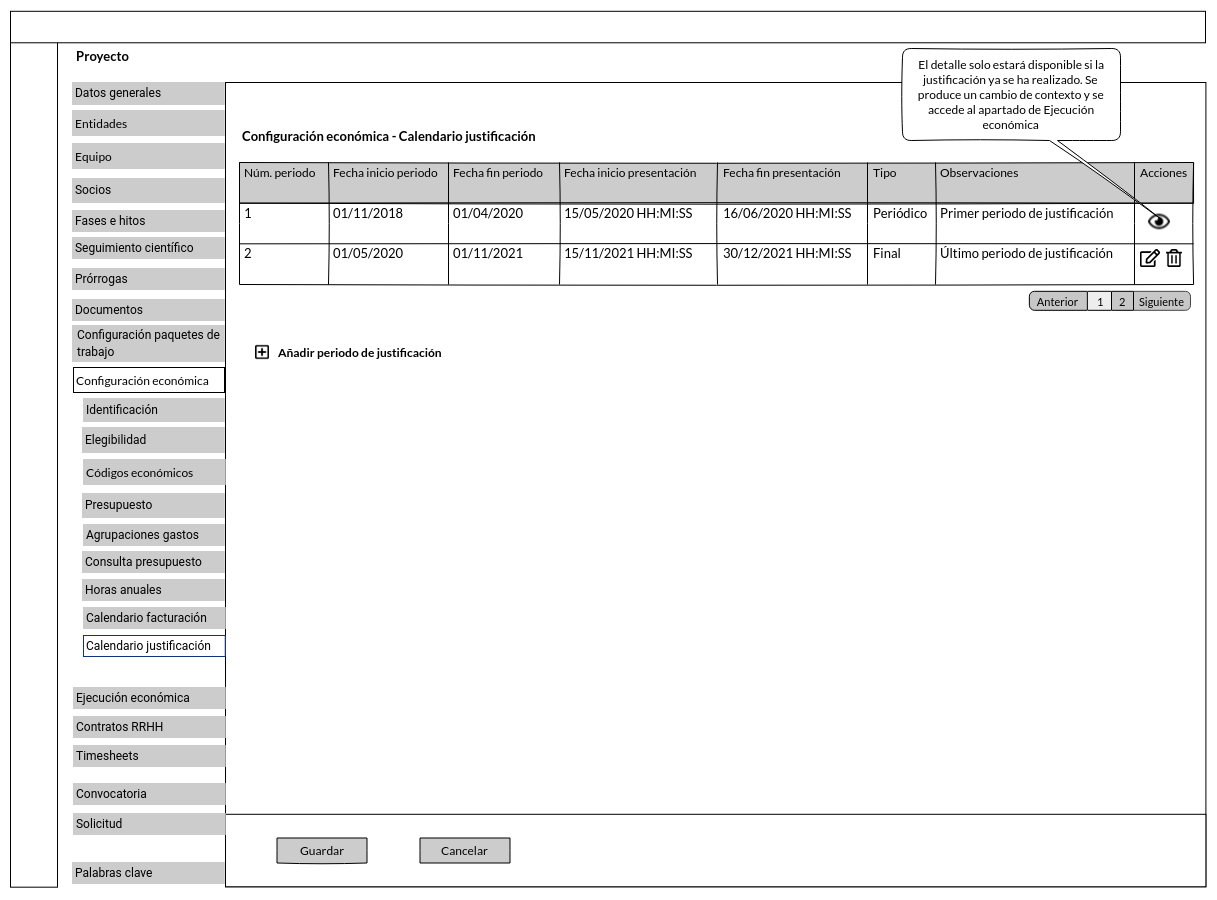 Proyecto
El detalle solo estará disponible si la
justificación ya se ha realizado. Se
produce un cambio de contexto y se
accede al apartado de Ejecución
económica
Datos generales
Entidades
Equipo
Socios
Fases e hitos
Seguimiento científico
Prórrogas
Documentos
Configuración paquetes de
trabajo
Configuración económica
Identificación
Elegibilidad
Códigos económicos
Presupuesto
Agrupaciones gastos
Consulta presupuesto
Horas anuales
Calendario facturación
Calendario justificación
Ejecución económica
Contratos RRHH
Timesheets
Convocatoria
Solicitud
Palabras clave
Configuración económica - Calendario justificación
Núm. periodo Fecha inicio periodo Fecha fin periodo Fecha inicio presentación Fecha fin presentación Tipo Observaciones Acciones
1 01/11/2018 01/04/2020 15/05/2020 HH:MI:SS 16/06/2020 HH:MI:SS Periódico Primer periodo de justificación
2 01/05/2020 01/11/2021 15/11/2021 HH:MI:SS 30/12/2021 HH:MI:SS Final Último periodo de justificación
Anterior 1 2 Siguiente
Añadir periodo de justificación
Guardar Cancelar